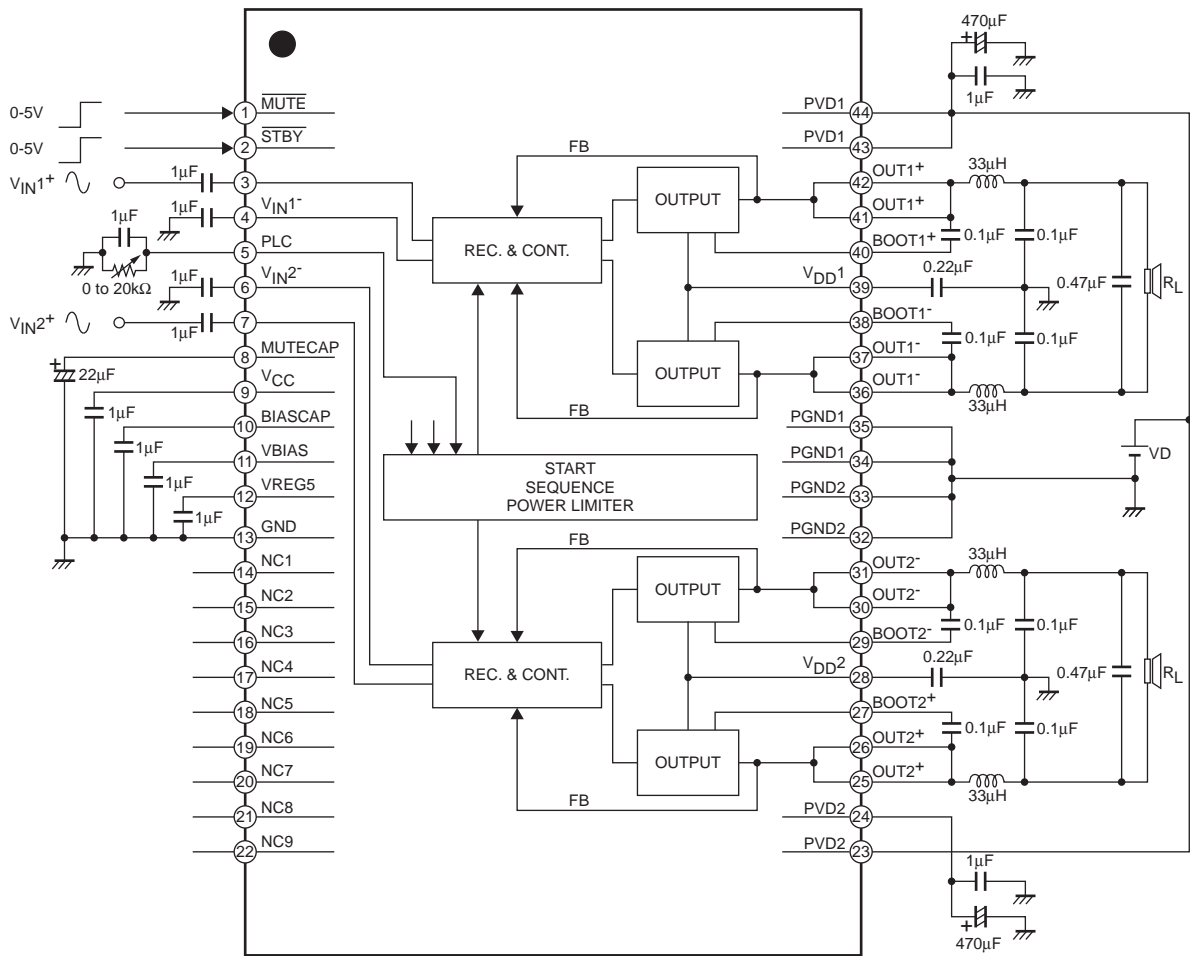 470μF
+
1μF
0-5V
1
MUTE
PVD1
44
0-5V
2
STBY
PVD1
43
FB
33μH
VIN1+
1μF
3
OUTPUT
42
OUT1+
1μF
4
VIN1-
41
OUT1+
1μF
0 to 20kΩ
5
PLC
REC. & CONT.
40
BOOT1+
0.1μF
0.1μF
1μF
6
VIN2-
VDD1
39
0.22μF
0.47μF
RL
VIN2+
1μF
7
38
BOOT1-
0.1μF
0.1μF
+
22μF
8
MUTECAP
OUTPUT
37
OUT1-
1μF
9
VCC
36
OUT1-
33μH
FB
1μF
10
BIASCAP
PGND1
35
1μF
11
VBIAS
PGND1
34
VD
START
SEQUENCE
POWER LIMITER
1μF
12
VREG5
PGND2
33
13
GND
PGND2
32
FB
33μH
14
NC1
OUTPUT
31
OUT2-
15
NC2
30
OUT2-
16
NC3
REC. & CONT.
29
BOOT2-
0.1μF
0.1μF
17
NC4
VDD2
28
0.22μF
0.47μF
RL
18
NC5
27
BOOT2+
0.1μF
0.1μF
19
NC6
OUTPUT
26
OUT2+
20
NC7
25
OUT2+
33μH
FB
21
NC8
PVD2
24
22
NC9
PVD2
23
1μF
+
470μF